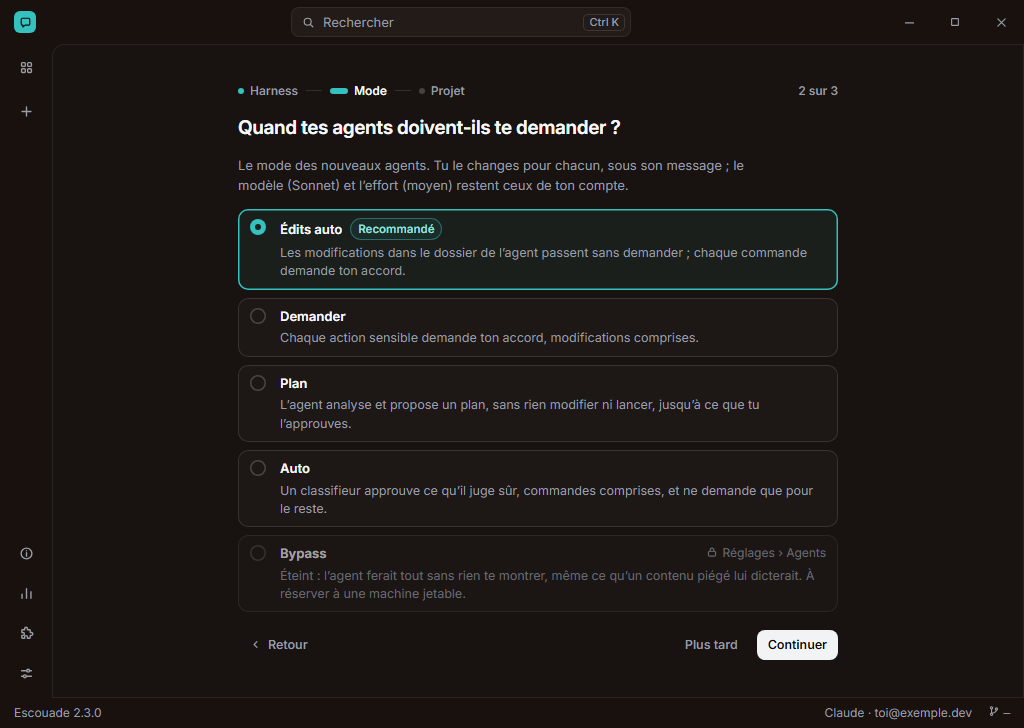 Rechercher
Ctrl K
Harness
Mode
Projet
2 sur 3
Quand tes agents doivent-ils te demander ?
Le mode des nouveaux agents. Tu le changes pour chacun, sous son message ; le
modèle (Sonnet) et l'effort (moyen) restent ceux de ton compte.
Édits auto
Recommandé
Les modifications dans le dossier de l'agent passent sans demander ; chaque commande
demande ton accord.
Demander
Chaque action sensible demande ton accord, modifications comprises.
Plan
L'agent analyse et propose un plan, sans rien modifier ni lancer, jusqu'à ce que tu
l'approuves.
Auto
Un classifieur approuve ce qu'il juge sûr, commandes comprises, et ne demande que pour
le reste.
Bypass
Réglages › Agents
Éteint : l'agent ferait tout sans rien te montrer, même ce qu'un contenu piégé lui dicterait. À
réserver à une machine jetable.
Retour
Plus tard
Continuer
Escouade 2.3.0
Claude · toi@exemple.dev
–